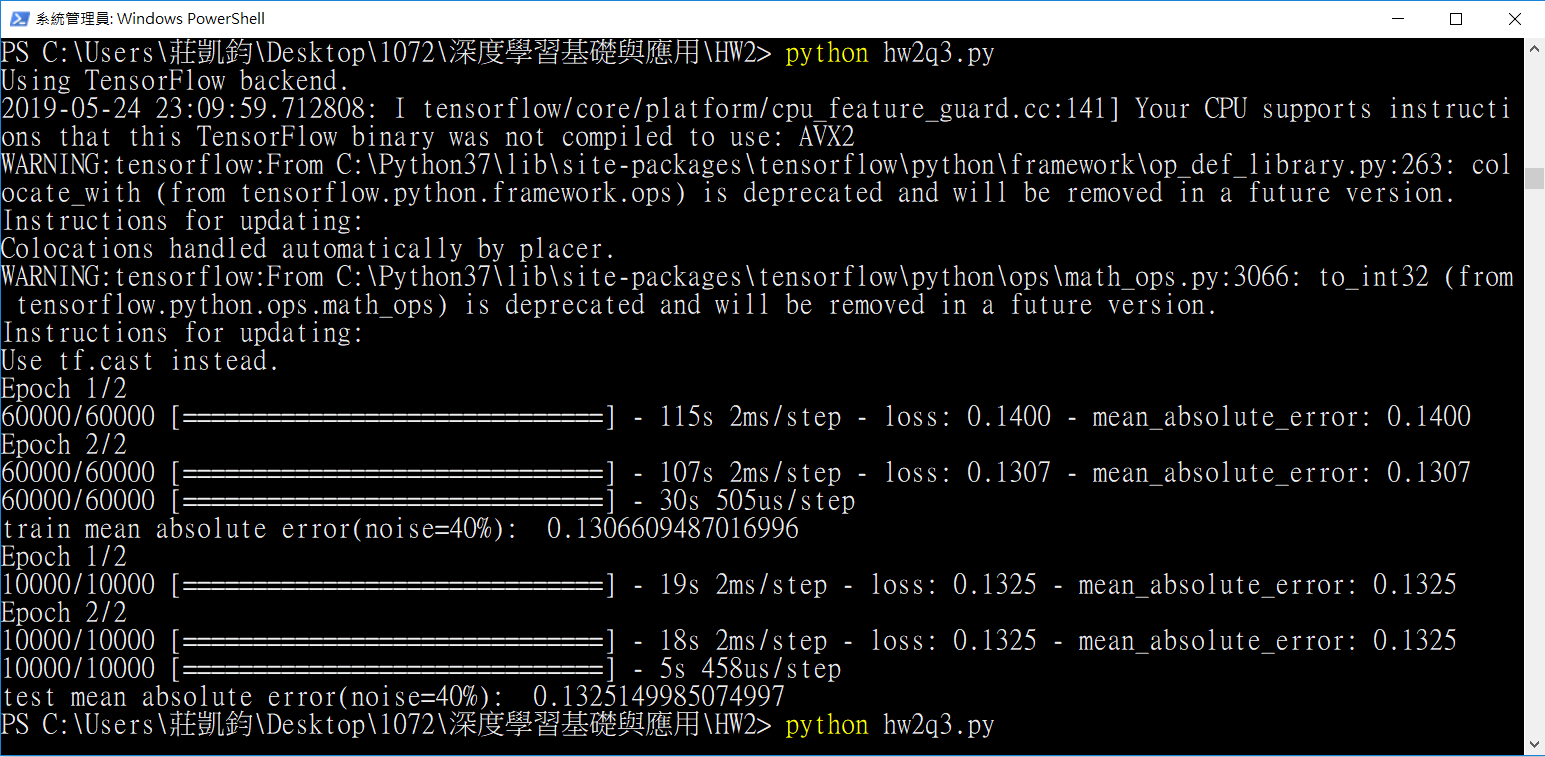 系統管理員: Windows PowerShell
PS C:\Users\莊凱鈞\Desktop\1072\深度學習基礎與應用\HW2> python hw2q3.py
Using TensorFlow backend.
2019-05-24 23:09:59.712808: I tensorflow/core/platform/cpu_feature_guard.cc:141] Your CPU supports instructi
ons that this TensorFlow binary was not compiled to use: AVX2
WARNING:tensorflow:From C:\Python37\lib\site-packages\tensorflow\python\framework\op_def_library.py:263: col
ocate_with (from tensorflow.python.framework.ops) is deprecated and will be removed in a future version.
Instructions for updating:
Colocations handled automatically by placer.
WARNING:tensorflow:From C:\Python37\lib\site-packages\tensorflow\python\ops\math_ops.py:3066: to_int32 (from
 tensorflow.python.ops.math_ops) is deprecated and will be removed in a future version.
Instructions for updating:
Use tf.cast instead.
Epoch 1/2
60000/60000 [==============================] - 115s 2ms/step - loss: 0.1400 - mean_absolute_error: 0.1400
Epoch 2/2
60000/60000 [==============================] - 107s 2ms/step - loss: 0.1307 - mean_absolute_error: 0.1307
60000/60000 [==============================] - 30s 505us/step
train mean absolute error(noise=40%):  0.1306609487016996
Epoch 1/2
10000/10000 [==============================] - 19s 2ms/step - loss: 0.1325 - mean_absolute_error: 0.1325
Epoch 2/2
10000/10000 [==============================] - 18s 2ms/step - loss: 0.1325 - mean_absolute_error: 0.1325
10000/10000 [==============================] - 5s 458us/step
test mean absolute error(noise=40%):  0.1325149985074997
PS C:\Users\莊凱鈞\Desktop\1072\深度學習基礎與應用\HW2> python hw2q3.py